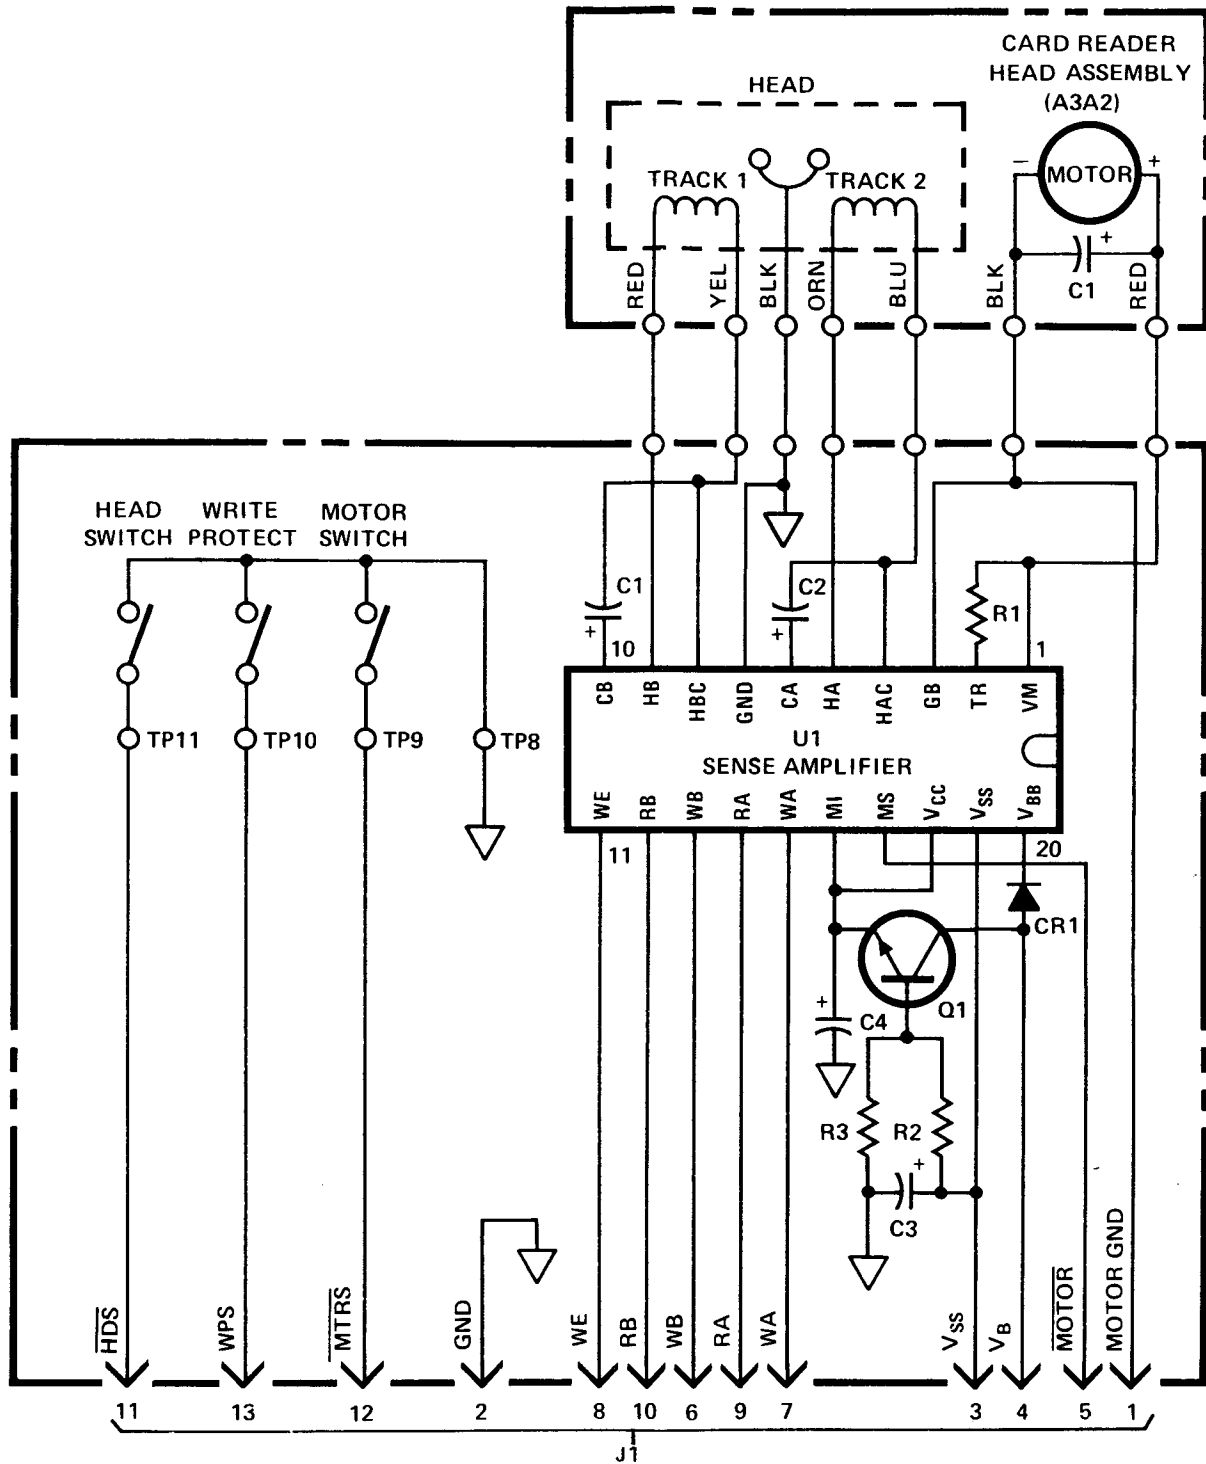 CARD READER
HEAD ASSEMBLY
(A3A2)
HEAD
TRACK 1
TRACK 2
− MOTOR +
+
C1
RED
YEL
BLK
ORN
BLU
BLK
RED
HEAD
SWITCH
WRITE
PROTECT
MOTOR
SWITCH
C1
+
C2
+
R1
10
1
CB
HB
HBC
GND
CA
HA
HAC
GB
TR
VM
TP11
TP10
TP9
TP8
U1
SENSE AMPLIFIER
WE
RB
WB
RA
WA
MI
MS
VCC
VSS
VBB
11
20
CR1
Q1
+
C4
R3
R2
+
C3
HDS
WPS
MTRS
GND
WE
RB
WB
RA
WA
VSS
VB
MOTOR
MOTOR GND
11 13 12 2 8 10 6 9 7 3 4 5 1
J1